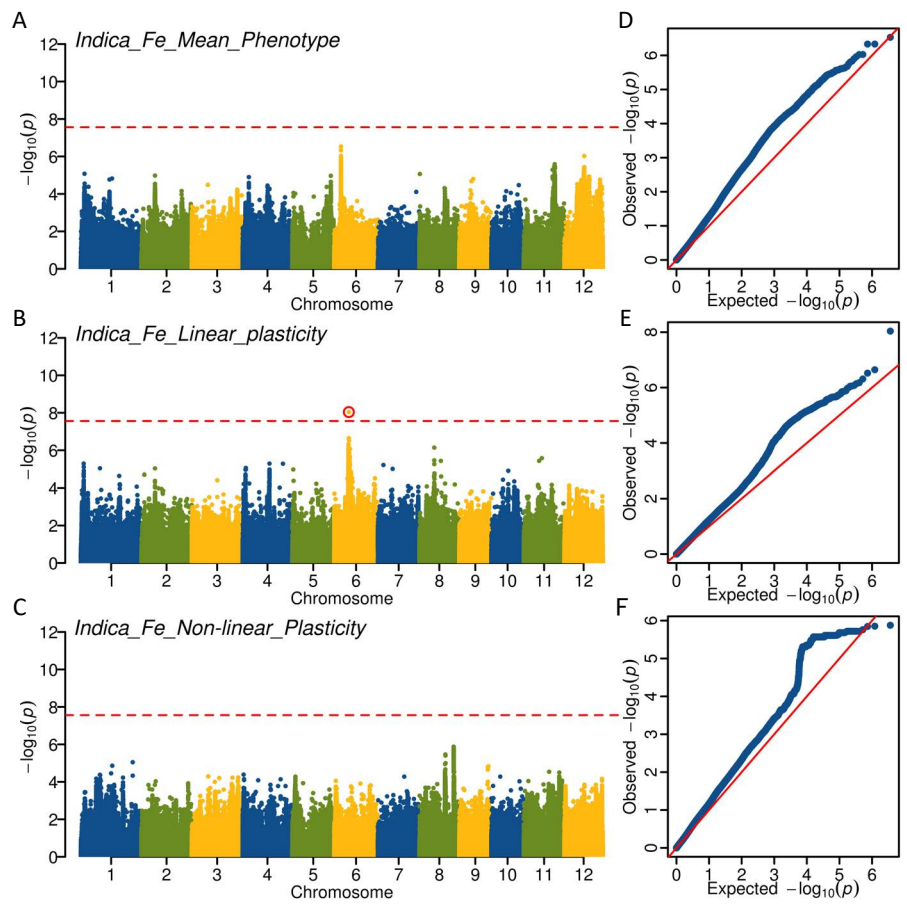 A
Indica_Fe_Mean_Phenotype
12
10
8
6
4
2
0
−log10(p)
1 2 3 4 5 6 7 8 9 10 11 12
Chromosome
D
6
5
4
3
2
1
0
Observed −log10(p)
0 1 2 3 4 5 6
Expected −log10(p)
B
Indica_Fe_Linear_plasticity
12
10
8
6
4
2
0
−log10(p)
1 2 3 4 5 6 7 8 9 10 11 12
Chromosome
E
8
6
4
2
0
Observed −log10(p)
0 1 2 3 4 5 6
Expected −log10(p)
C
Indica_Fe_Non-linear_Plasticity
12
10
8
6
4
2
0
−log10(p)
1 2 3 4 5 6 7 8 9 10 11 12
Chromosome
F
6
5
4
3
2
1
0
Observed −log10(p)
0 1 2 3 4 5 6
Expected −log10(p)